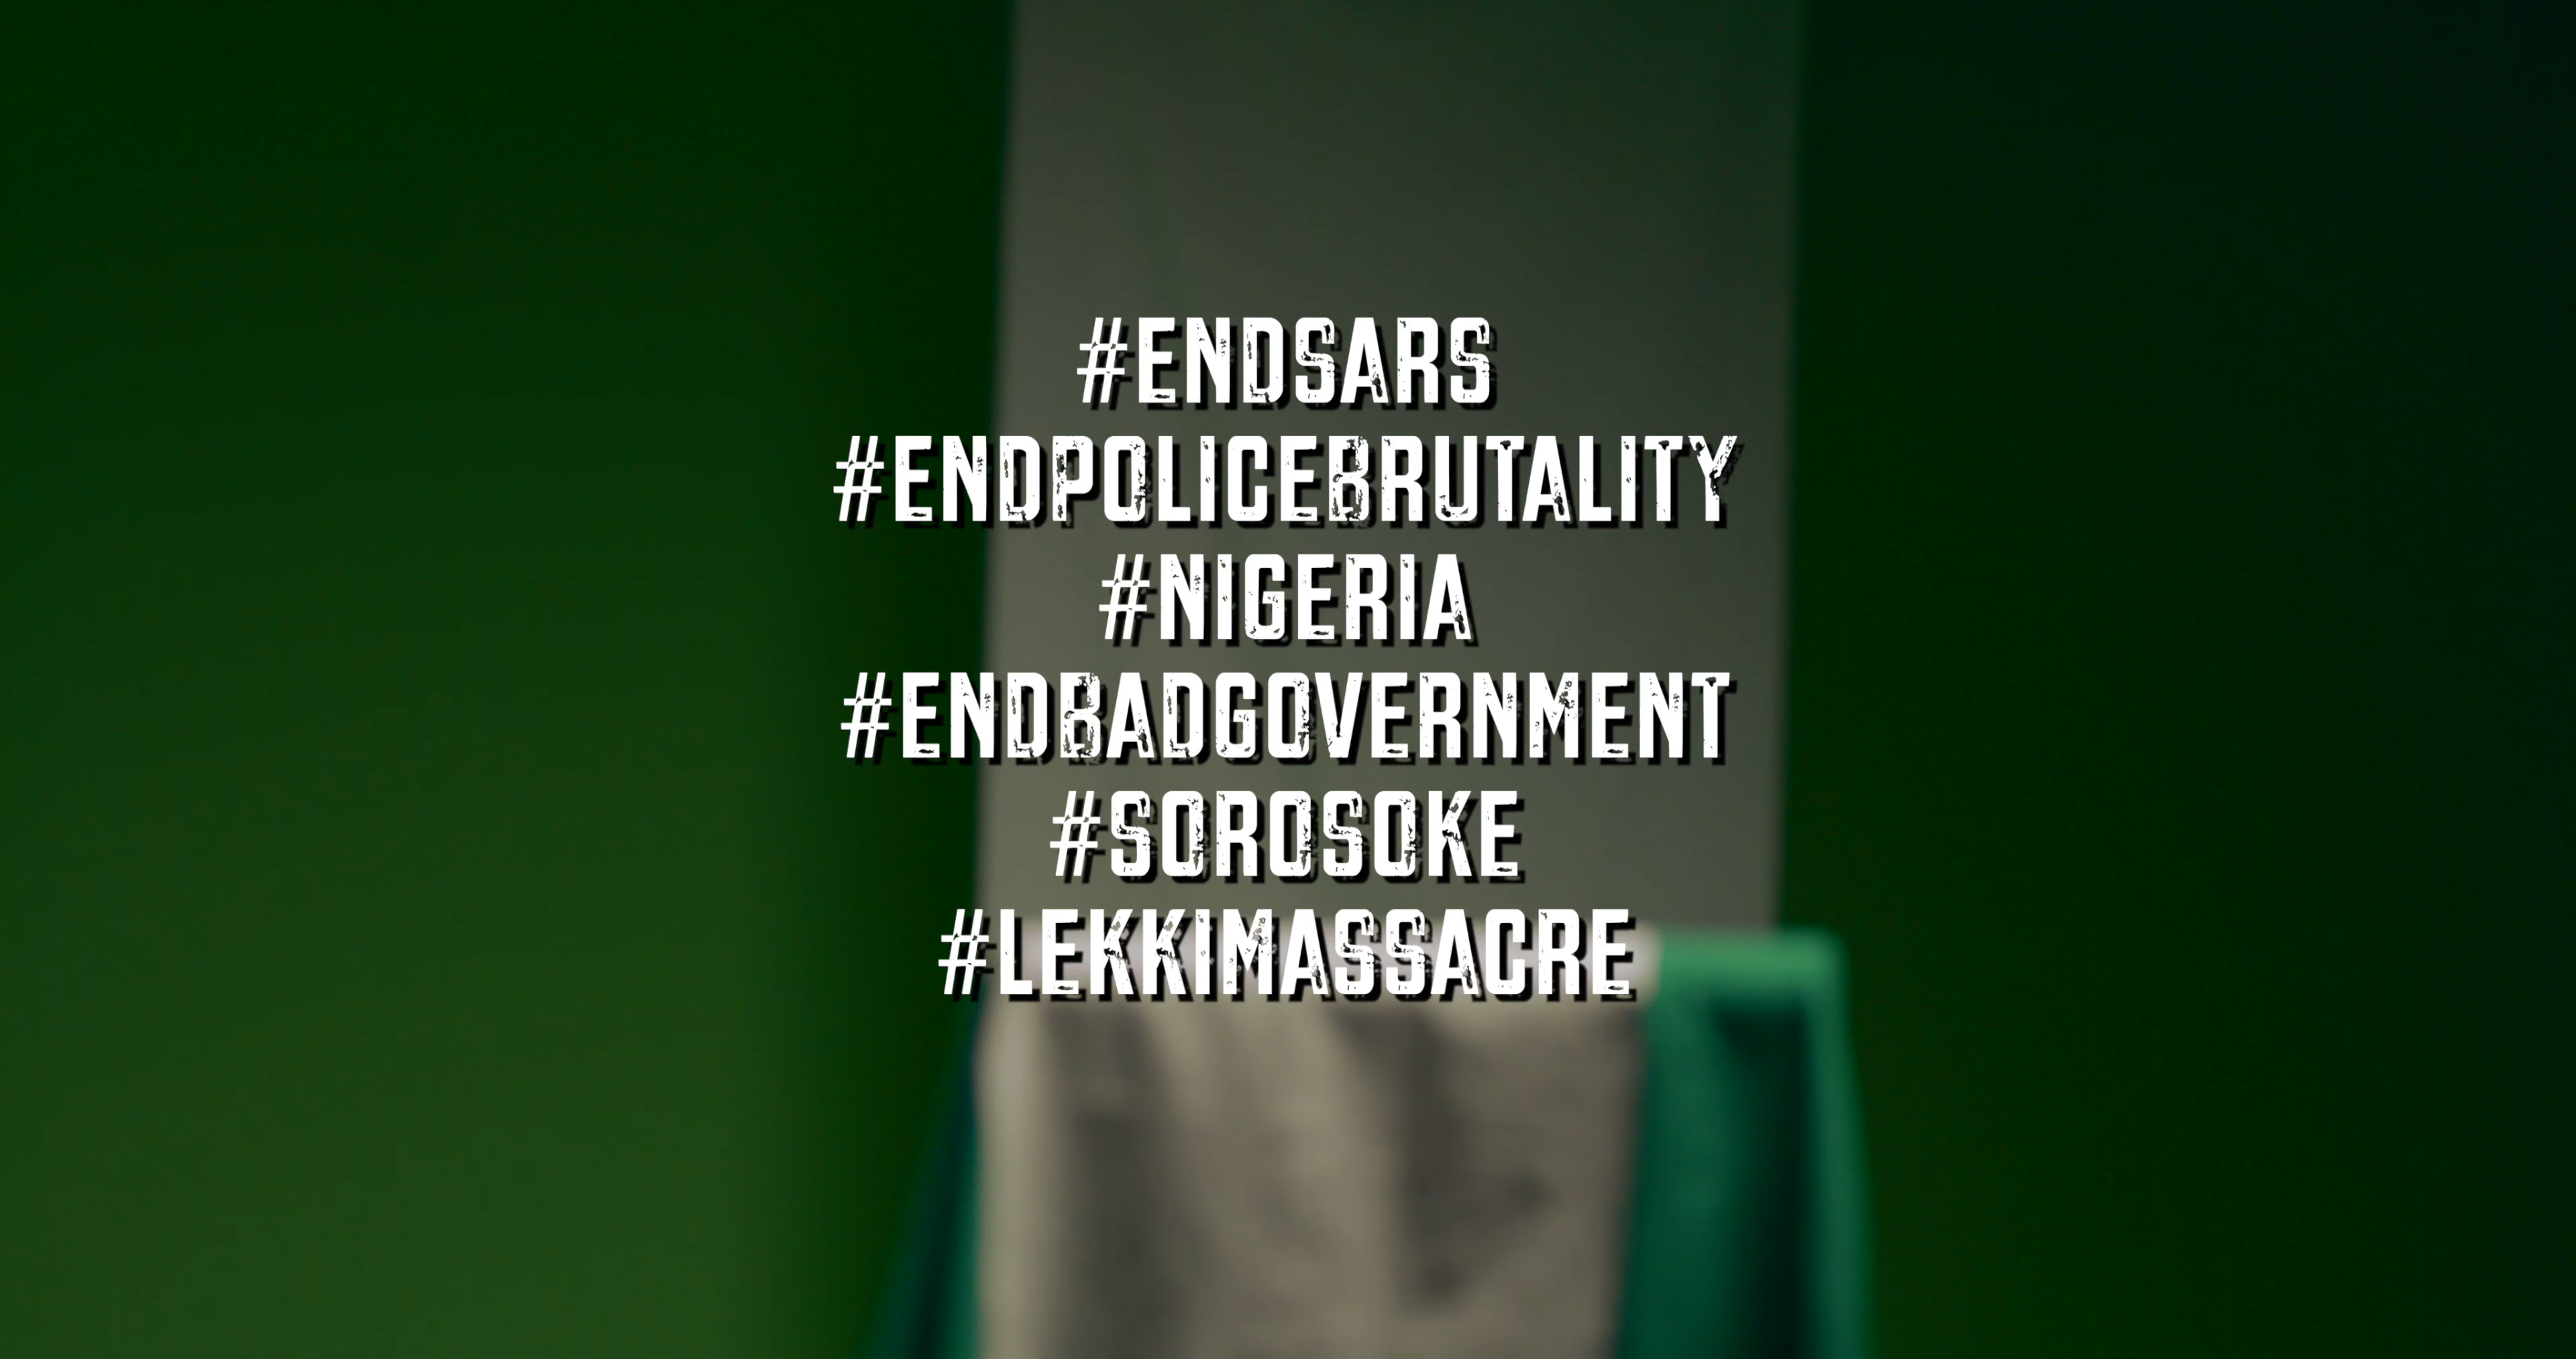 #ENDSARS
#ENDPOLICEBRUTALITY
#NIGERIA
#ENDBADGOVERNMENT
#SOROSOKE
#LEKKIMASSACRE